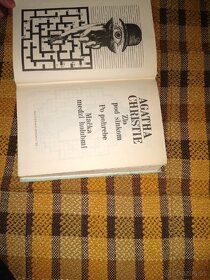 AGATHA
CHRISTIE
Zlo
pod slnkom
Po pohrebe
Mačka
medzi holubmi